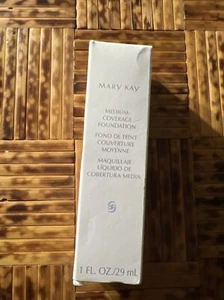 MARY KAY
MEDIUM-
COVERAGE
FOUNDATION
FOND DE TEINT
COUVERTURE
MOYENNE
MAQUILLAJE
LÍQUIDO DE
COBERTURA MEDIA
1 FL. OZ./29 mL